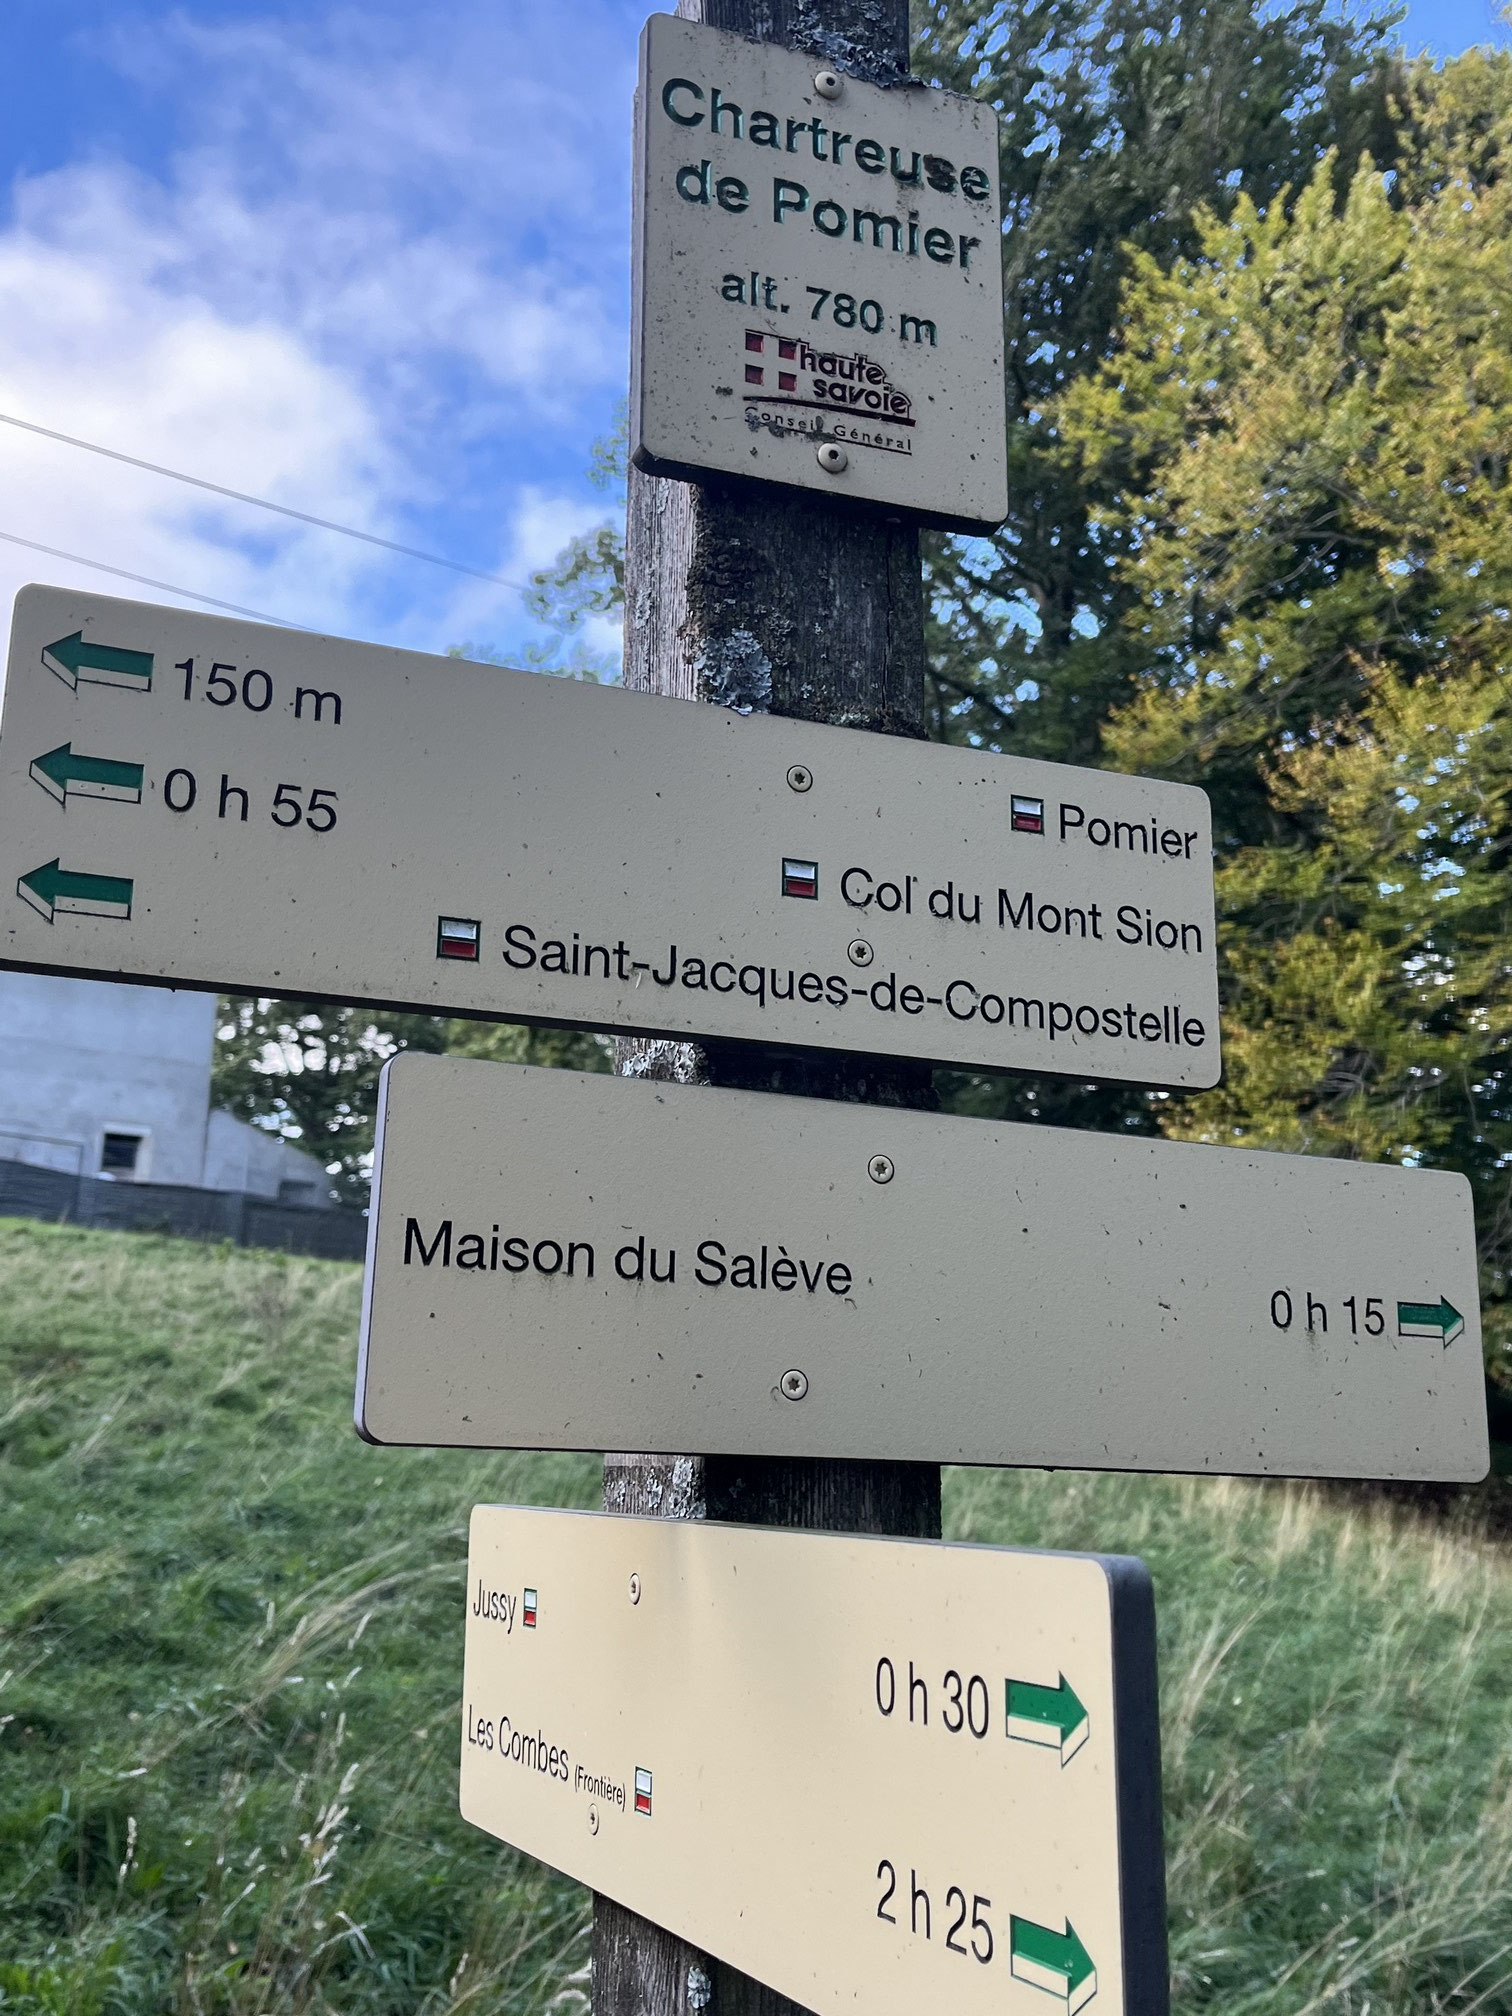 Chartreuse
de Pomier
alt. 780 m
haute
savoie
Conseil Général
150 m
Pomier
0 h 55
Col du Mont Sion
Saint-Jacques-de-Compostelle
Maison du Salève
0 h 15
Jussy
0 h 30
Les Combes (Frontière)
2 h 25